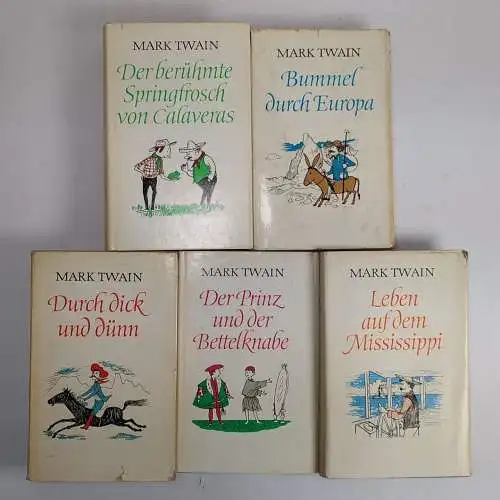 MARK TWAIN
Der berühmte
Springfrosch
von Calaveras
MARK TWAIN
Bummel
durch Europa
MARK TWAIN
Durch dick
und dünn
MARK TWAIN
Der Prinz
und der
Bettelknabe
MARK TWAIN
Leben
auf dem
Mississippi